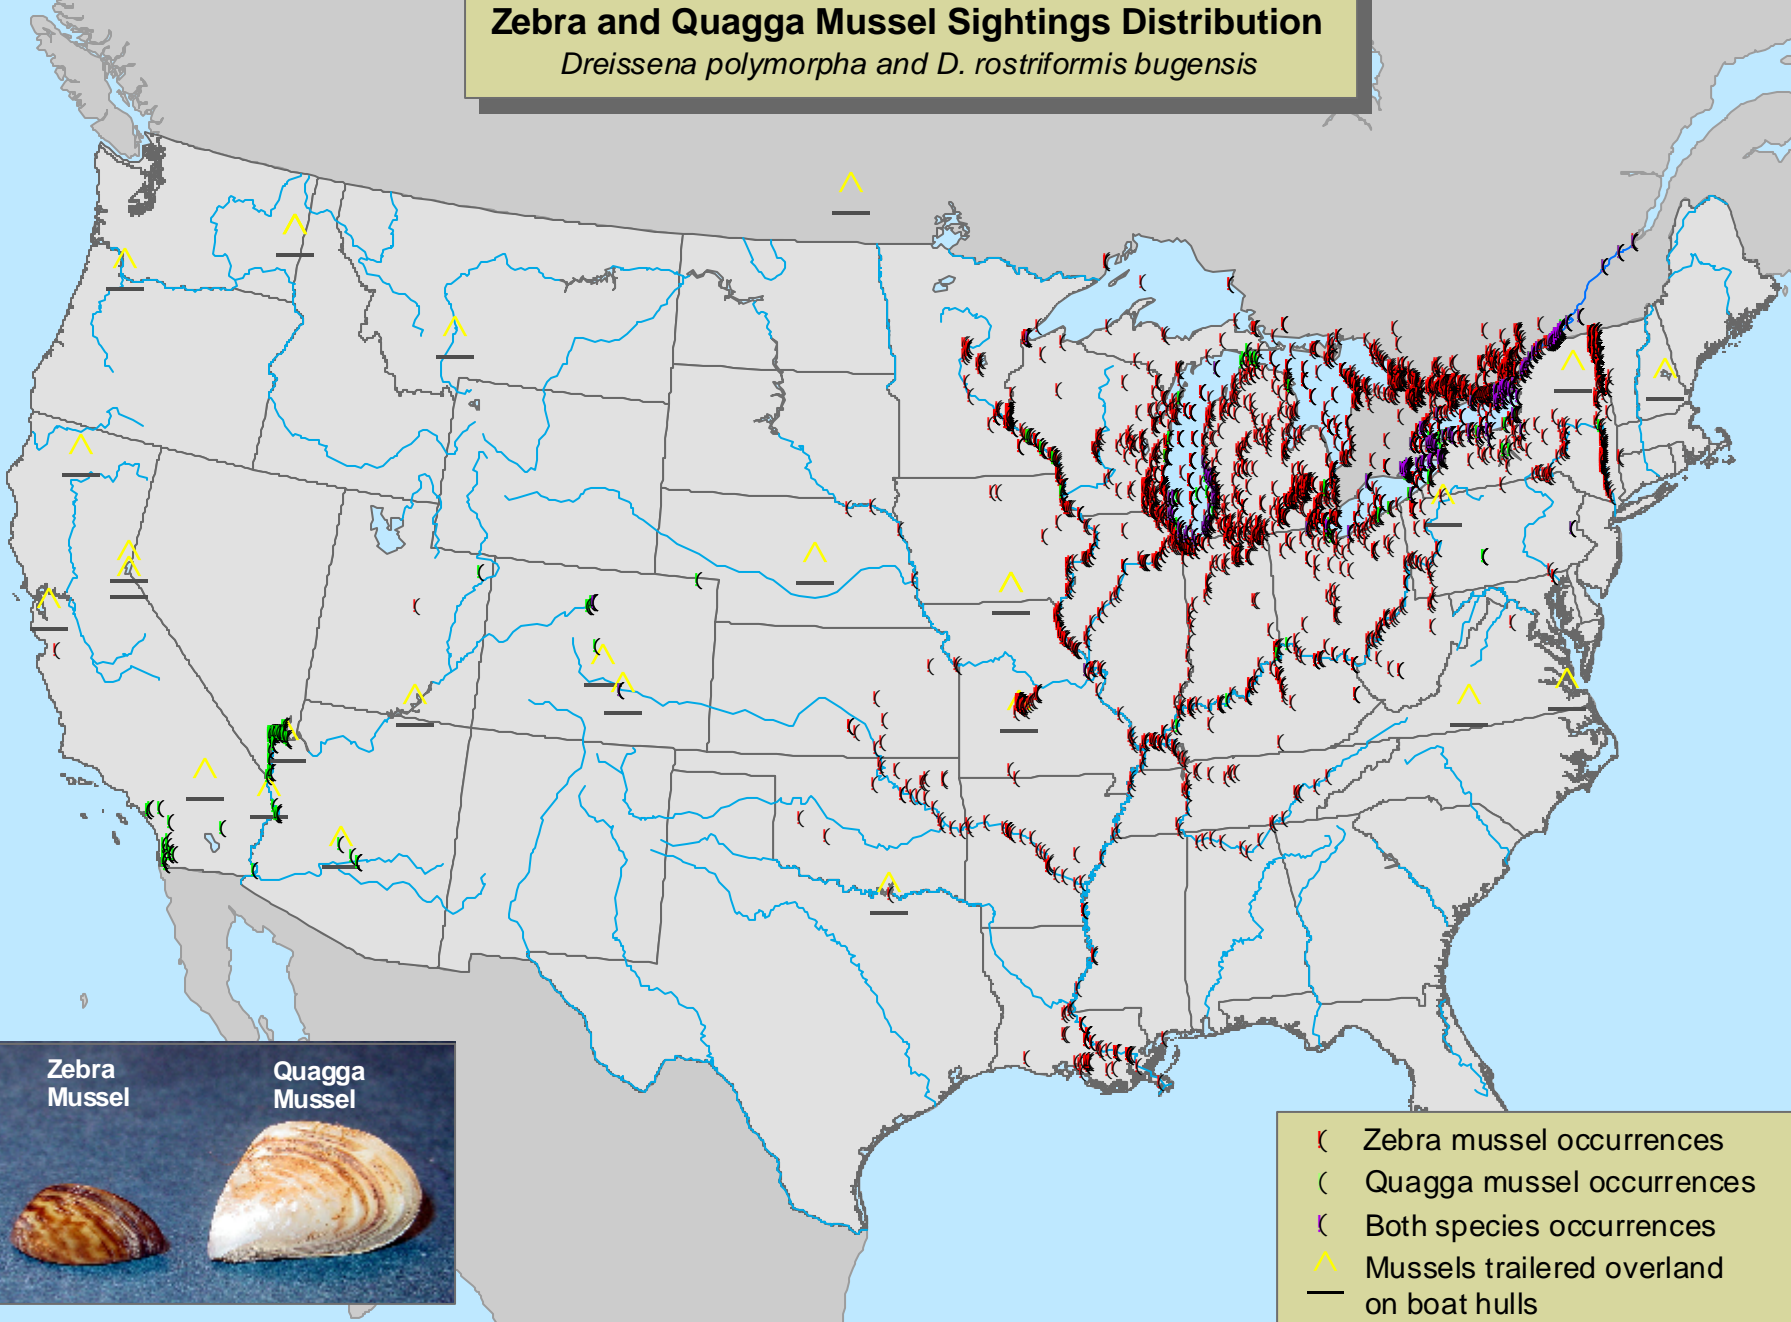 Zebra and Quagga Mussel Sightings Distribution
Dreissena polymorpha and D. rostriformis bugensis
Zebra
Mussel
Quagga
Mussel
Zebra mussel occurrences
Quagga mussel occurrences
Both species occurrences
Mussels trailered overland
on boat hulls